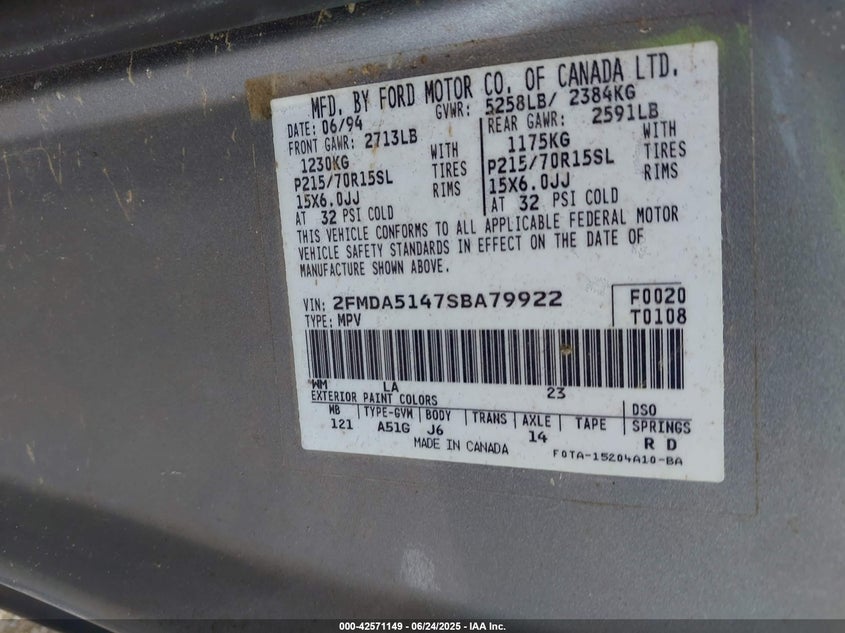 MFD. BY FORD MOTOR CO. OF CANADA LTD.
DATE: 06/94 GVWR: 5258LB/ 2384KG
FRONT GAWR: 2713LB REAR GAWR: 2591LB
1230KG WITH 1175KG WITH
P215/70R15SL TIRES P215/70R15SL TIRES
15X6.0JJ RIMS 15X6.0JJ RIMS
AT 32 PSI COLD AT 32 PSI COLD
THIS VEHICLE CONFORMS TO ALL APPLICABLE FEDERAL MOTOR
VEHICLE SAFETY STANDARDS IN EFFECT ON THE DATE OF
MANUFACTURE SHOWN ABOVE.
VIN: 2FMDA5147SBA79922 F0020
TYPE: MPV T0108
WM LA 23
EXTERIOR PAINT COLORS DSO
WB TYPE-GVM BODY TRANS AXLE TAPE SPRINGS
121 A51G J6 14 R D
MADE IN CANADA F0TA-15204A10-BA
000-42571149 - 06/24/2025 - IAA Inc.